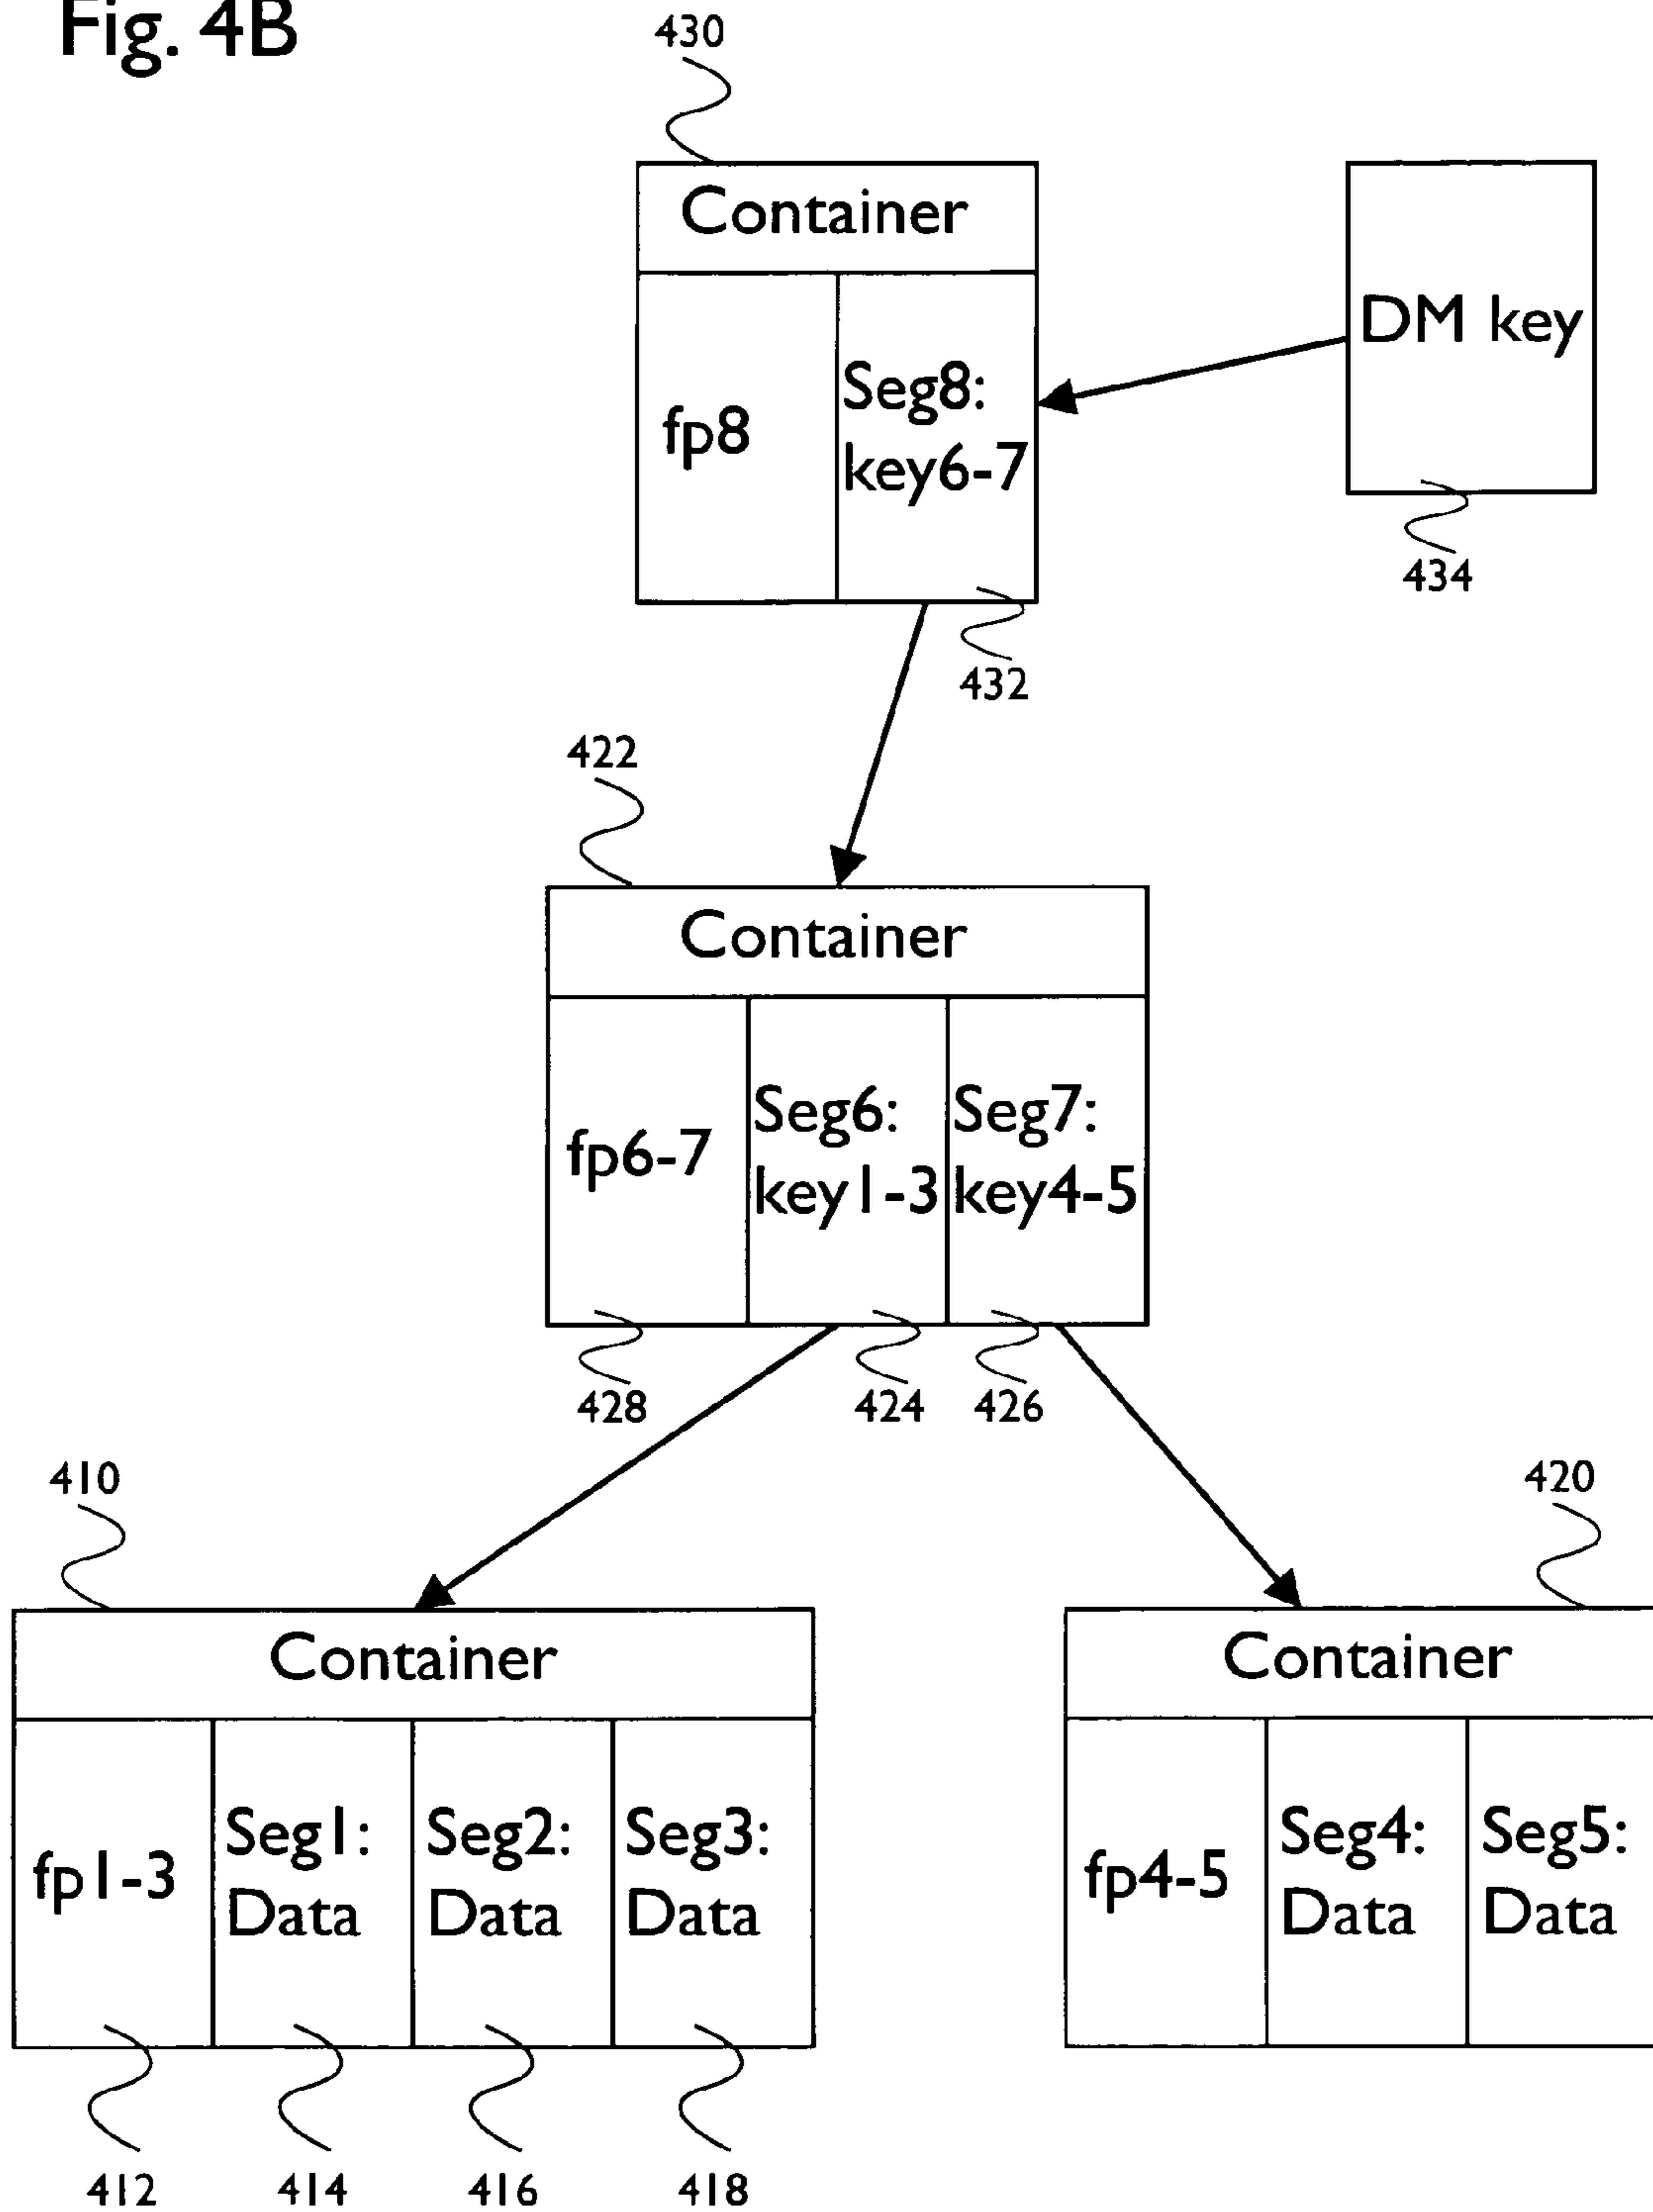 Fig. 4B
430
Container
fp8
Seg8:
key6-7
DM key
434
432
422
Container
fp6-7
Seg6:
key1-3
Seg7:
key4-5
428
424
426
410
420
Container
fp1-3
Seg1:
Data
Seg2:
Data
Seg3:
Data
Container
fp4-5
Seg4:
Data
Seg5:
Data
412
414
416
418